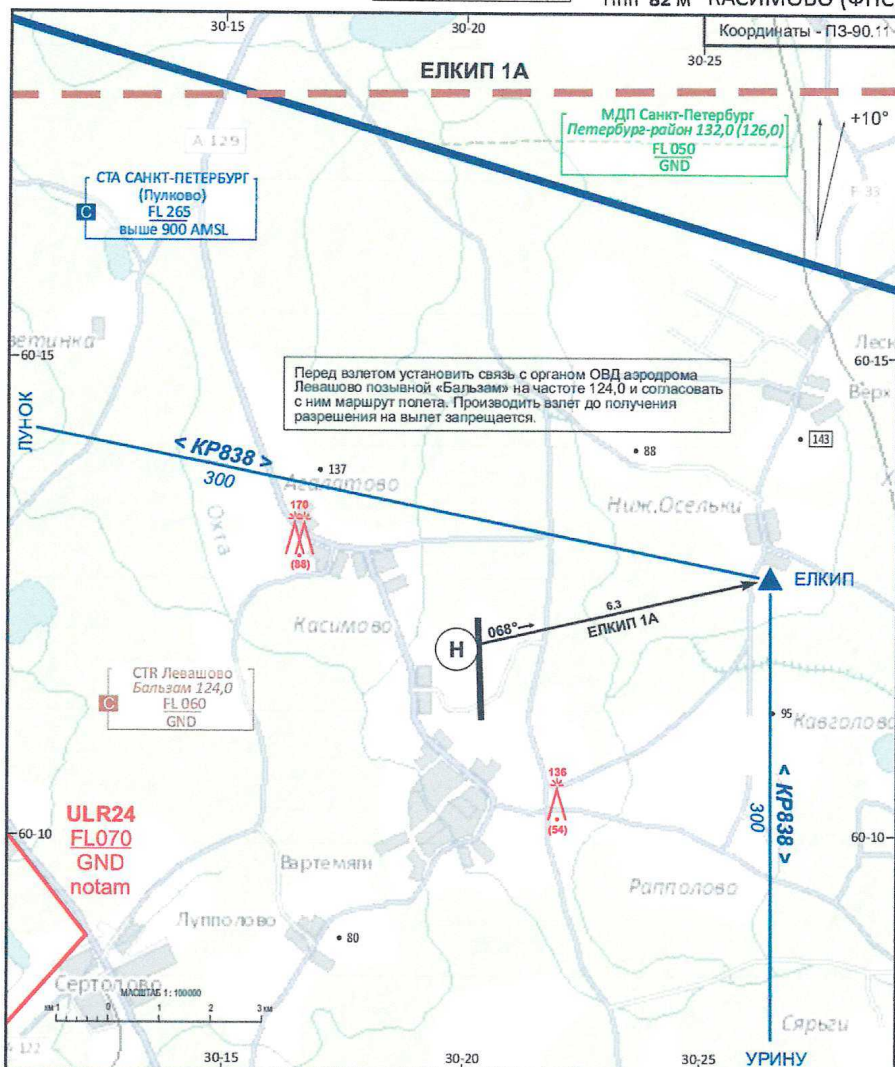 Нпп 82 м КАСИМОВО (ФПС
30-15
30-20
30-25
Координаты - ПЗ-90.11
ЕЛКИП 1А
МДП Санкт-Петербург
Петербург-район 132,0 (126,0)
FL 050
GND
+10°
А 129
СТА САНКТ-ПЕТЕРБУРГ
(Пулково)
C
FL 265
выше 900 AMSL
60-15
60-15
Леск
Верх
Перед взлетом установить связь с органом ОВД аэродрома
Левашово позывной «Бальзам» на частоте 124,0 и согласовать
с ним маршрут полета. Производить взлет до получения
разрешения на вылет запрещается.
ЛУНОК
< КР838 >
300
137
88
143
Агалатово
170
(88)
Охта
Ниж.Осельки
ЕЛКИП
6,3
068°→
ЕЛКИП 1А
Н
Касимово
CTR Левашово
Бальзам 124,0
C
FL 060
GND
95
Кавголово
< КР838 >
300
136
(54)
ULR24
FL070
GND
notam
60-10
60-10
Вартемяги
Рапполово
Лупполово
80
Сертолово
МАСШТАБ 1: 100000
км 1 0 1 2 3 км
Сярьги
30-15
30-20
30-25
УРИНУ